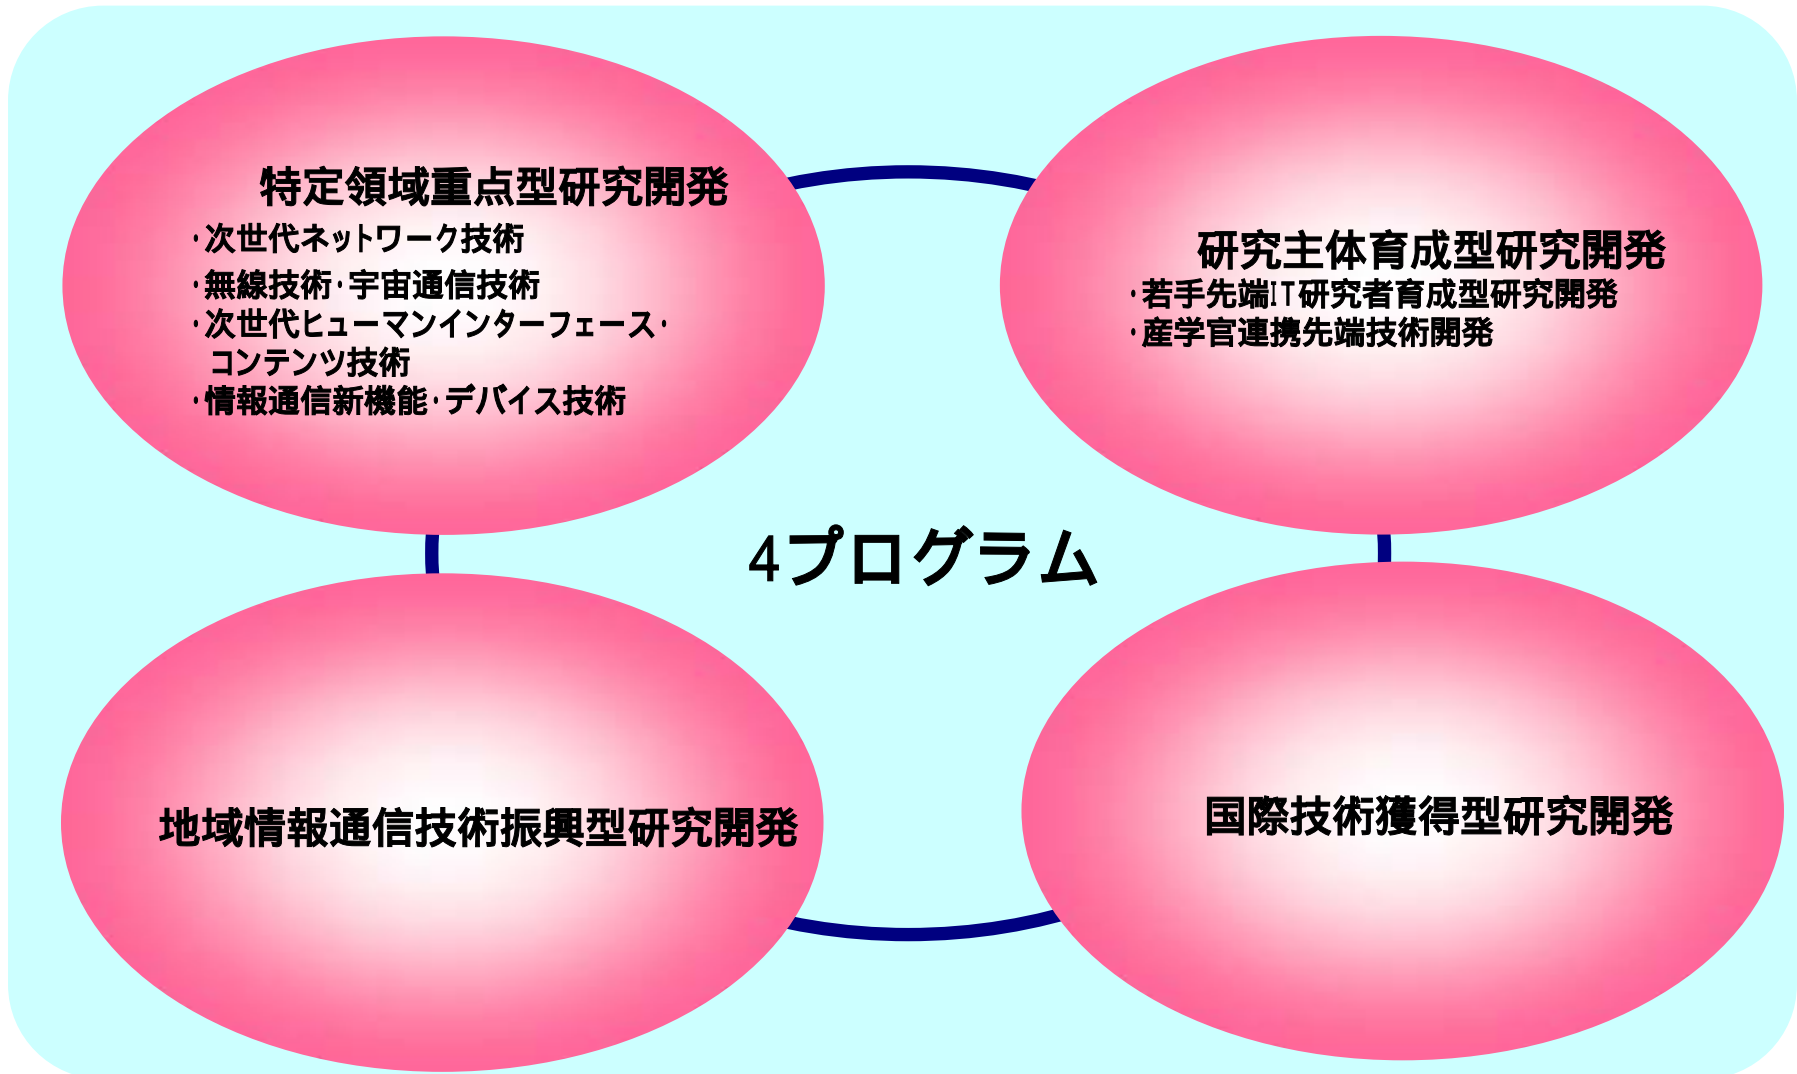 特定領域重点型研究開発
・次世代ネットワーク技術
・無線技術・宇宙通信技術
・次世代ヒューマンインターフェース・
コンテンツ技術
・情報通信新機能・デバイス技術
研究主体育成型研究開発
・若手先端IT研究者育成型研究開発
・産学官連携先端技術開発
4プログラム
地域情報通信技術振興型研究開発
国際技術獲得型研究開発